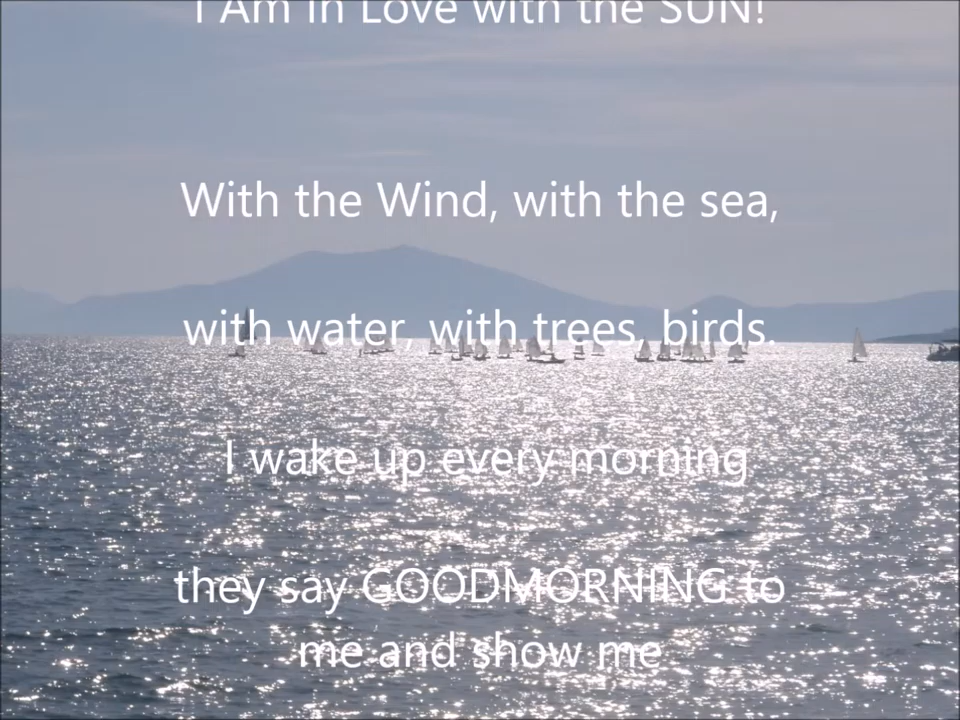 I Am In Love with the SUN!
With the Wind, with the sea,
with water, with trees, birds.
I wake up every morning
they say GOODMORNING to
me and show me